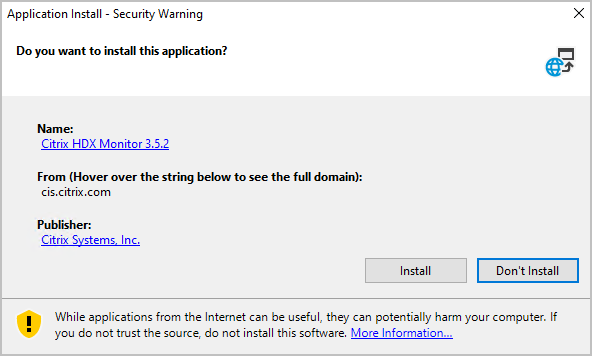 Application Install - Security Warning
Do you want to install this application?
Name:
Citrix HDX Monitor 3.5.2
From (Hover over the string below to see the full domain):
cis.citrix.com
Publisher:
Citrix Systems, Inc.
Install Don't Install
While applications from the Internet can be useful, they can potentially harm your computer. If
you do not trust the source, do not install this software. More Information...